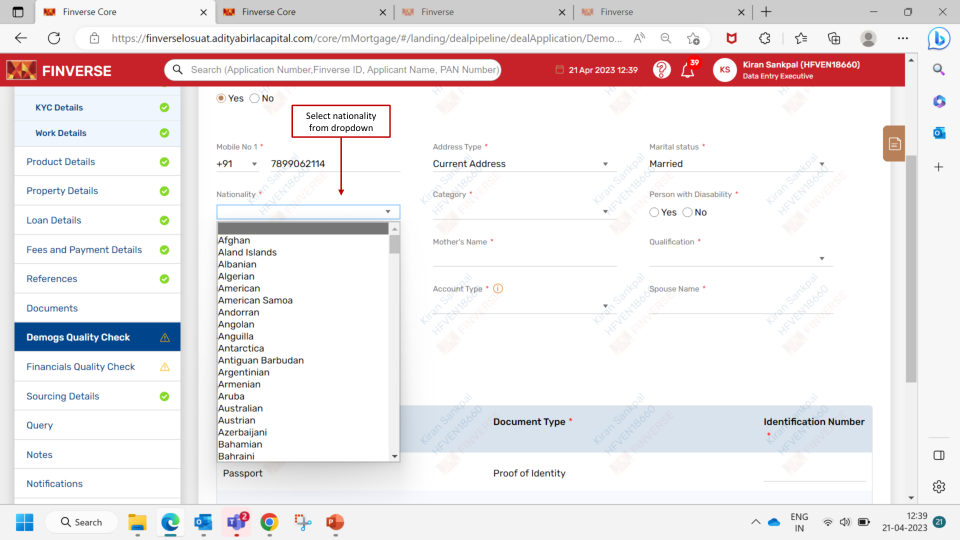 Finverse Core
Finverse Core
Finverse
Finverse
https://finverselosuat.adityabirlacapital.com/core/mMortgage/#/landing/dealpipeline/dealApplication/Demo...
FINVERSE
Search (Application Number,Finverse ID, Applicant Name, PAN Number)
21 Apr 2023 12:39
39
KS
Kiran Sankpal (HFVEN18660)
Data Entry Executive
KYC Details
Work Details
Product Details
Property Details
Loan Details
Fees and Payment Details
References
Documents
Demogs Quality Check
Financials Quality Check
Sourcing Details
Query
Notes
Notifications
Yes No
Select nationality
from dropdown
Mobile No 1 *
+91 7899062114
Address Type *
Current Address
Marital status *
Married
Nationality *
Category *
Person with Diasability *
Yes No
Mother's Name *
Qualification *
Account Type *
Spouse Name *
Afghan
Aland Islands
Albanian
Algerian
American
American Samoa
Andorran
Angolan
Anguilla
Antarctica
Antiguan Barbudan
Argentinian
Armenian
Aruba
Australian
Austrian
Azerbaijani
Bahamian
Bahraini
Document Type *
Identification Number
*
Passport
Proof of Identity
Kiran Sankpal
HFVEN18660
FINVERSE
Search
2
ENG
IN
12:39
21-04-2023
21